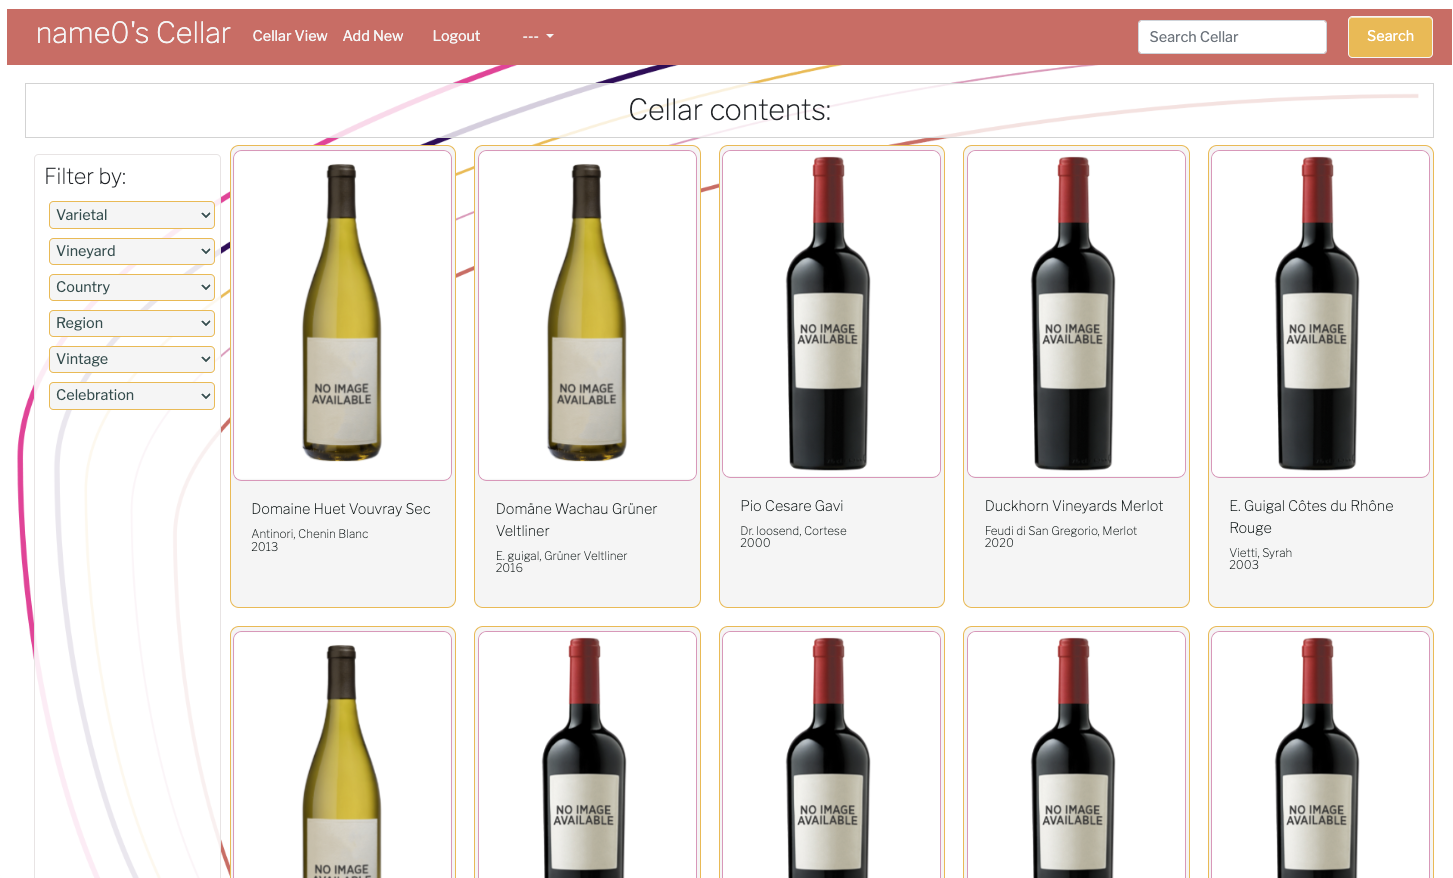 name0's Cellar
Cellar View
Add New
Logout
---
Search Cellar
Search
Cellar contents:
Filter by:
Varietal
Vineyard
Country
Region
Vintage
Celebration
NO IMAGE
AVAILABLE
Domaine Huet Vouvray Sec
Antinori, Chenin Blanc
2013
NO IMAGE
AVAILABLE
Domäne Wachau Grüner
Veltliner
E. guigal, Grüner Veltliner
2016
NO IMAGE
AVAILABLE
Pio Cesare Gavi
Dr. loosend, Cortese
2000
NO IMAGE
AVAILABLE
Duckhorn Vineyards Merlot
Feudi di San Gregorio, Merlot
2020
NO IMAGE
AVAILABLE
E. Guigal Côtes du Rhône
Rouge
Vietti, Syrah
2003
NO IMAGE
NO IMAGE
AVAILABLE
NO IMAGE
AVAILABLE
NO IMAGE
AVAILABLE
NO IMAGE
AVAILABLE